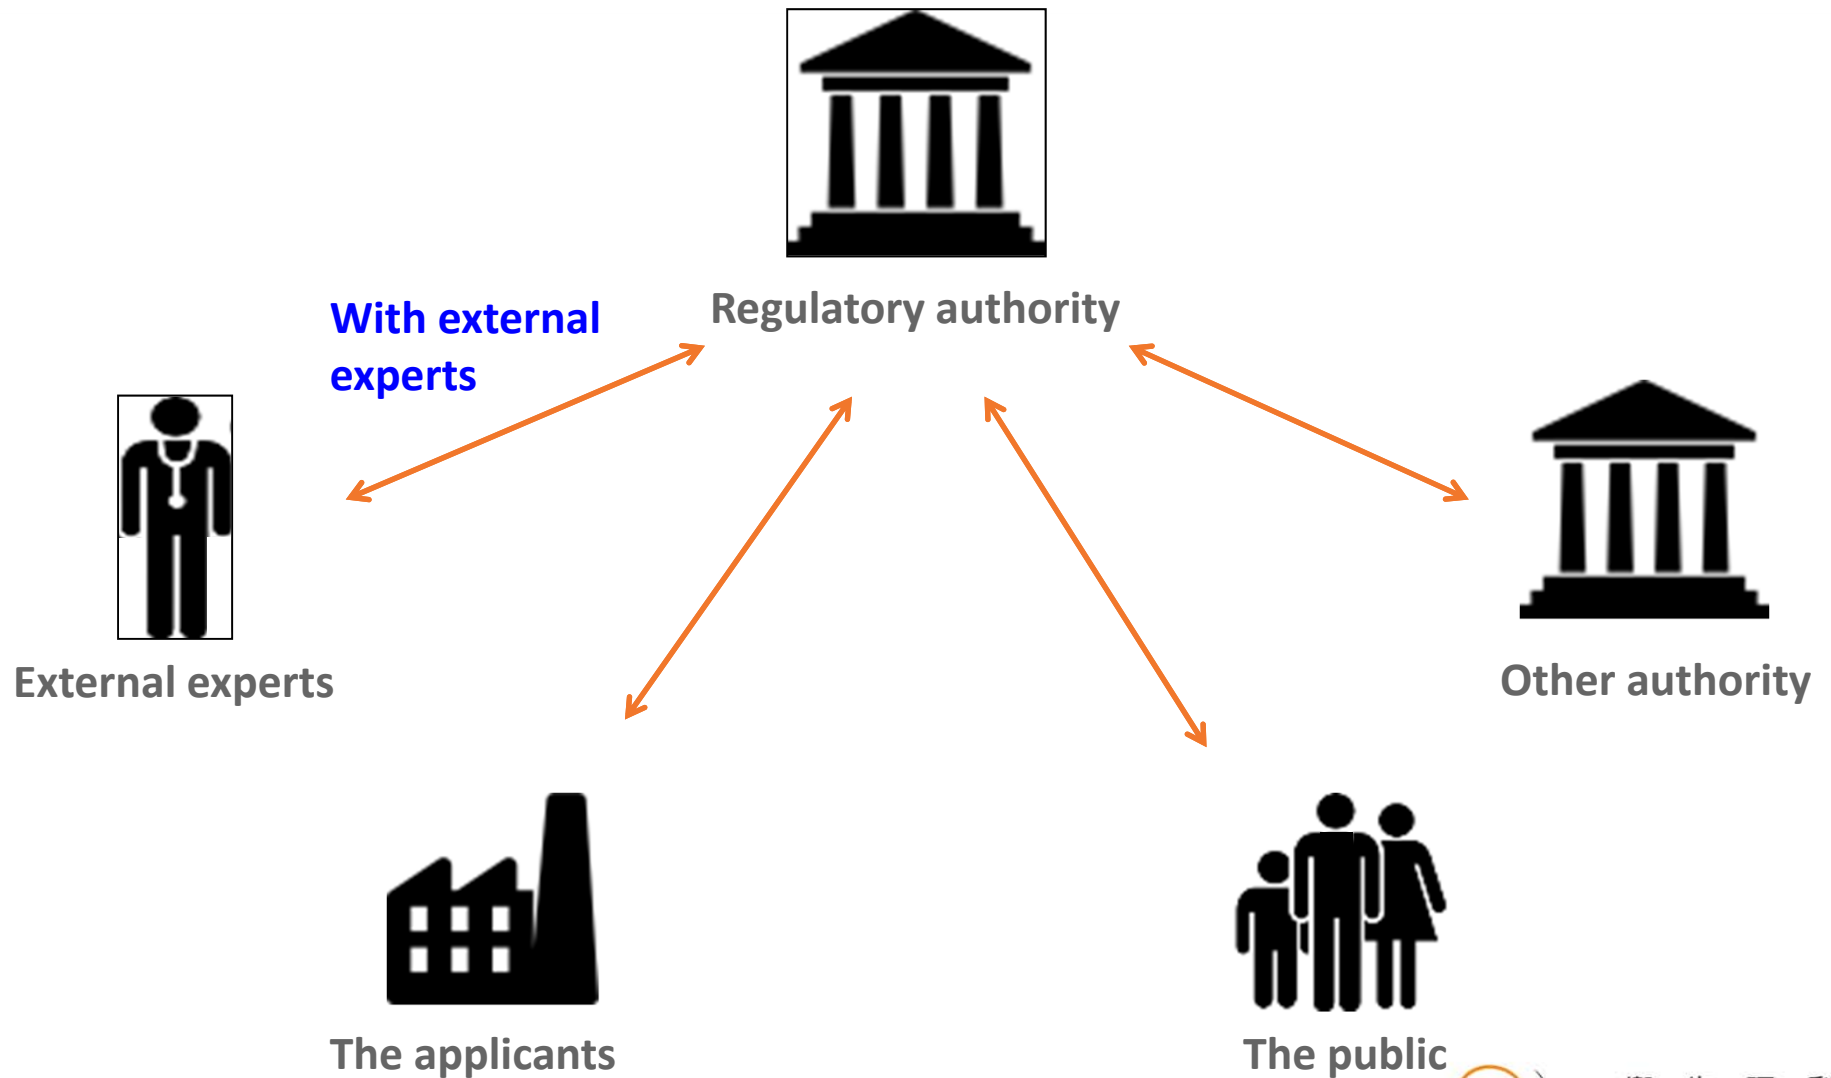 Regulatory authority
With external
experts
External experts
Other authority
The applicants
The public